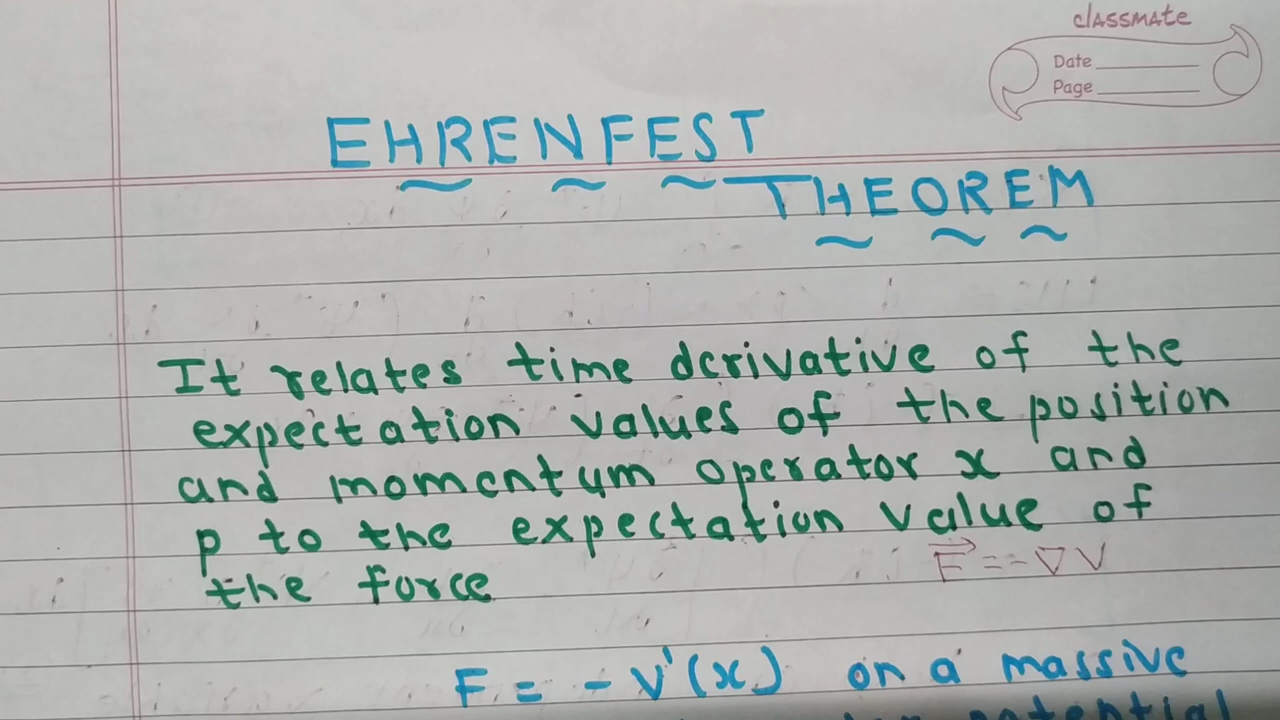 classmate
Date
Page
EHRENFEST
THEOREM
It relates time derivative of the
expectation values of the position
and momentum operator x and
p to the expectation value of
the force
F⃗ = -∇V
F = -V'(x) on a massive
potential